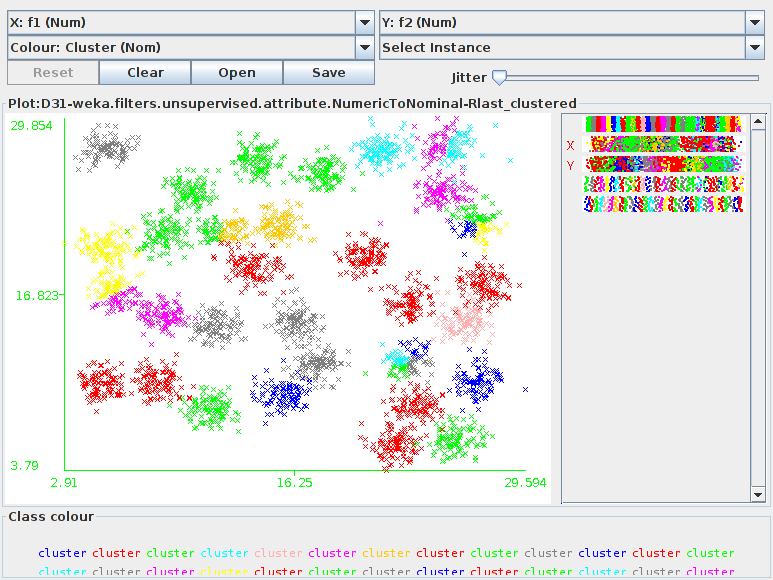 X: f1 (Num) Y: f2 (Num)
Colour: Cluster (Nom) Select Instance
Reset Clear Open Save Jitter
Plot:D31-weka.filters.unsupervised.attribute.NumericToNominal-Rlast_clustered
29.854
X
Y
16.823
3.79
2.91 16.25 29.594
Class colour
cluster cluster cluster cluster cluster cluster cluster cluster cluster cluster cluster cluster cluster
cluster cluster cluster cluster cluster cluster cluster cluster cluster cluster cluster cluster cluster